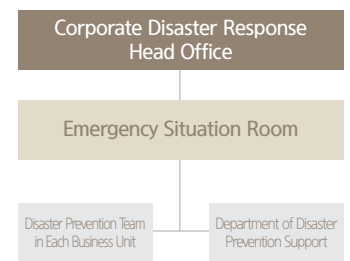 Corporate Disaster Response
Head Office
Emergency Situation Room
Disaster Prevention Team
in Each Business Unit
Department of Disaster
Prevention Support